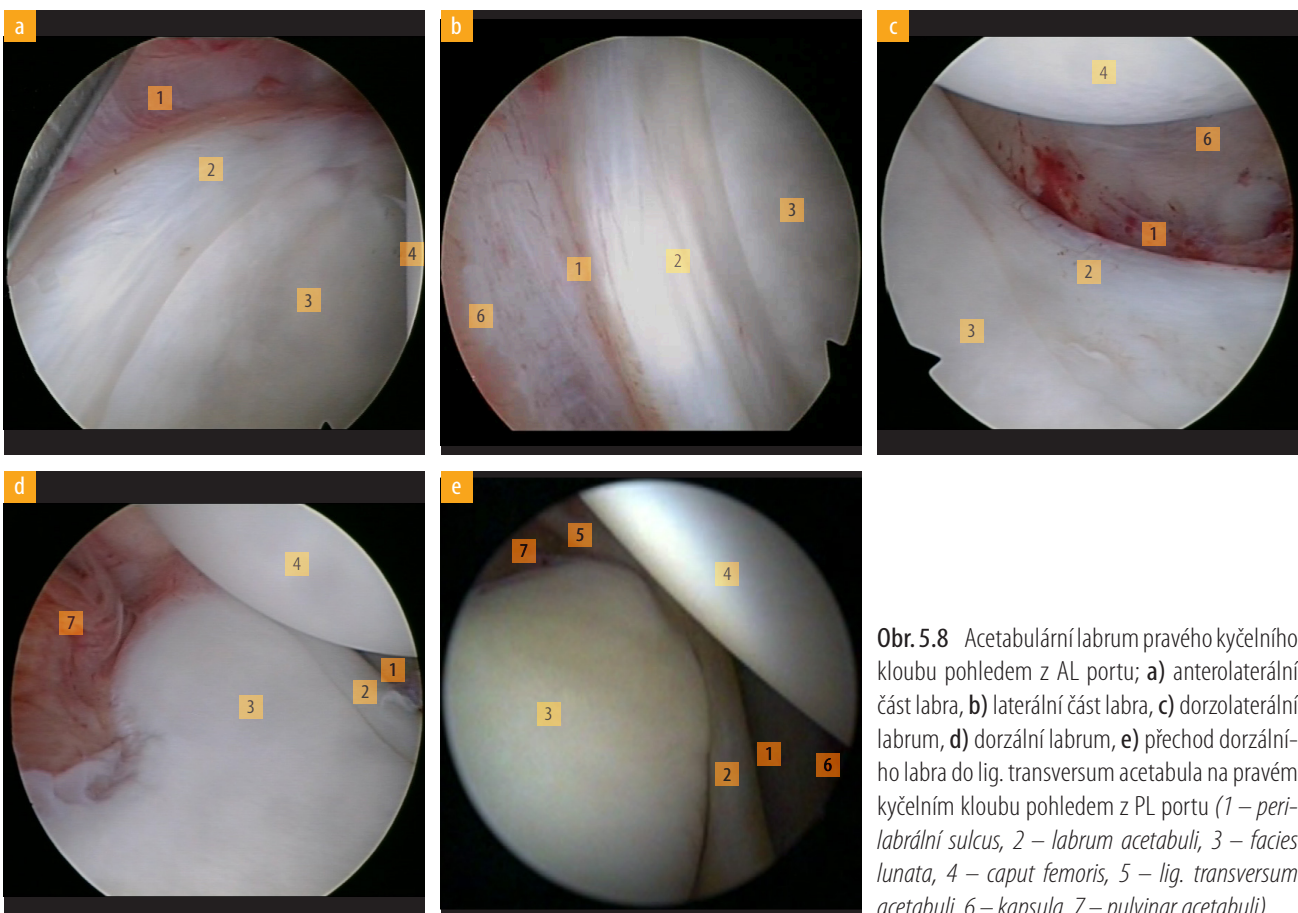 a
1
2
3
4
b
1
2
3
6
c
4
6
1
2
3
d
4
7
1
2
3
e
5
7
4
3
1
6
2
Obr. 5.8 Acetabulární labrum pravého kyčelního
kloubu pohledem z AL portu; a) anterolaterální
část labra, b) laterální část labra, c) dorzolaterální
labrum, d) dorzální labrum, e) přechod dorzální-
ho labra do lig. transversum acetabula na pravém
kyčelním kloubu pohledem z PL portu (1 – peri-
labrální sulcus, 2 – labrum acetabuli, 3 – facies
lunata, 4 – caput femoris, 5 – lig. transversum
acetabuli, 6 – kapsula, 7 – pulvinar acetabuli)